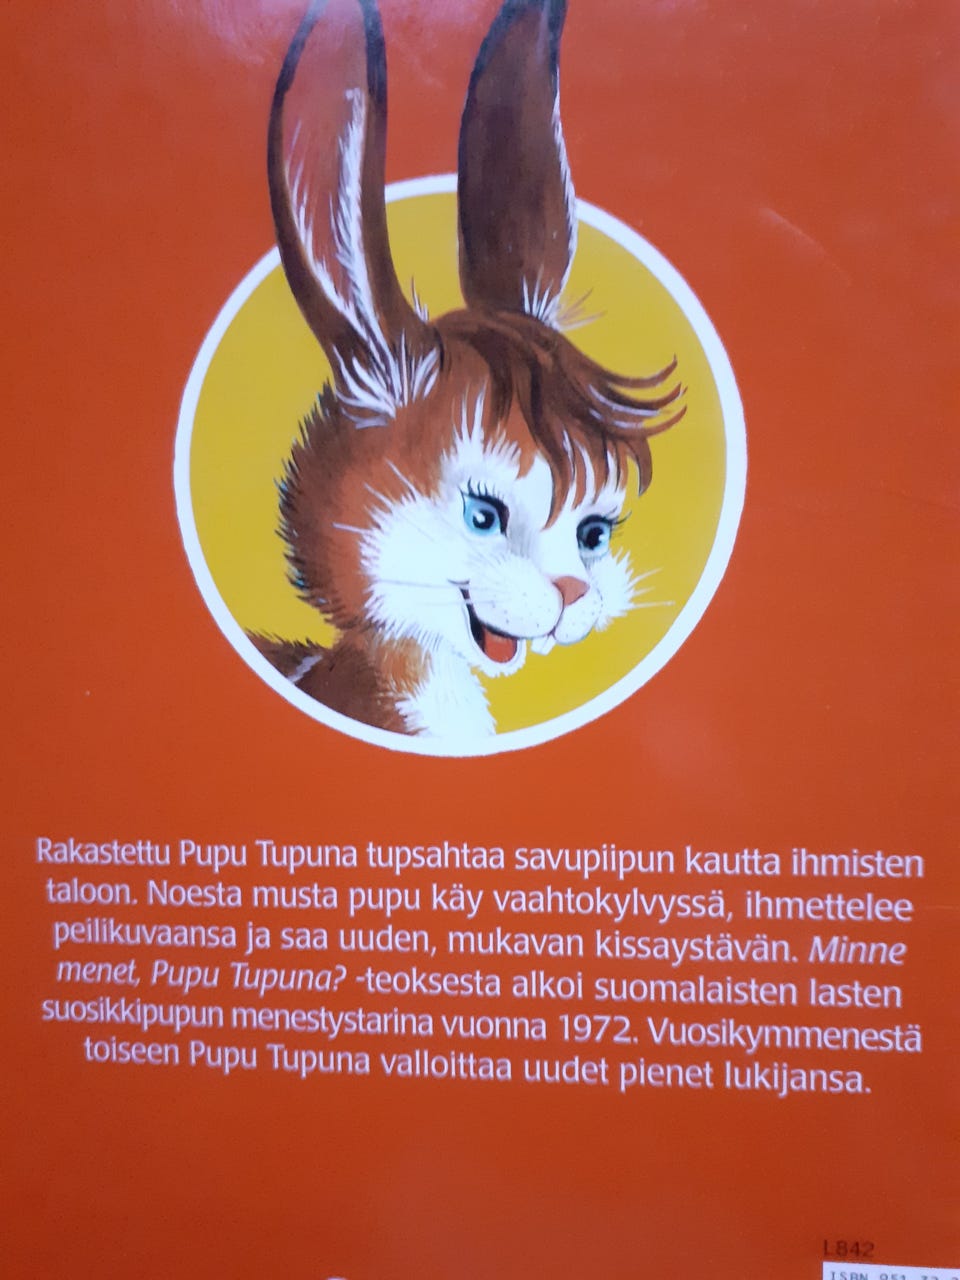 Rakastettu Pupu Tupuna tupsahtaa savupiipun kautta ihmisten
taloon. Noesta musta pupu käy vaahtokylvyssä, ihmettelee
peilikuvaansa ja saa uuden, mukavan kissaystävän. Minne
menet, Pupu Tupuna? -teoksesta alkoi suomalaisten lasten
suosikkipupun menestystarina vuonna 1972. Vuosikymmenestä
toiseen Pupu Tupuna valloittaa uudet pienet lukijansa.
L842
ISBN 951